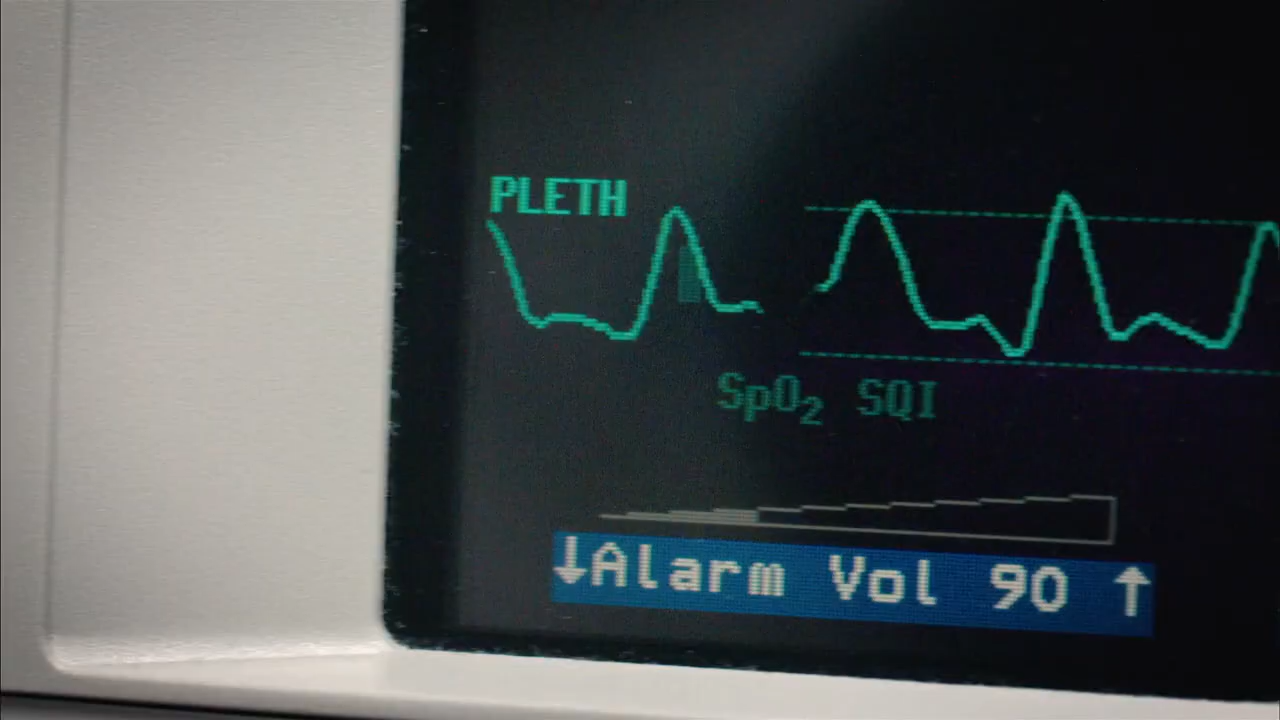 PLETH
SpO₂ SQI
↓Alarm Vol 90 ↑